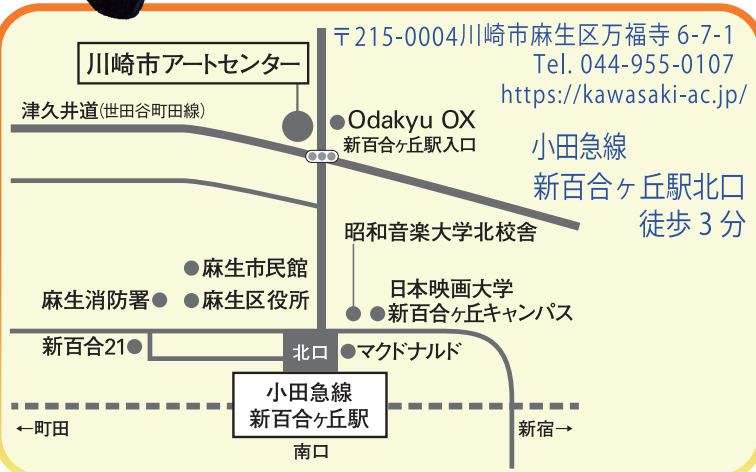 〒215-0004川崎市麻生区万福寺 6-7-1
Tel. 044-955-0107
https://kawasaki-ac.jp/
川崎市アートセンター
津久井道(世田谷町田線)
Odakyu OX
新百合ヶ丘駅入口
小田急線
新百合ヶ丘駅北口
徒歩 3 分
昭和音楽大学北校舎
麻生市民館
麻生消防署
麻生区役所
日本映画大学
新百合ヶ丘キャンパス
新百合21
北口
マクドナルド
小田急線
新百合ヶ丘駅
←町田
新宿→
南口